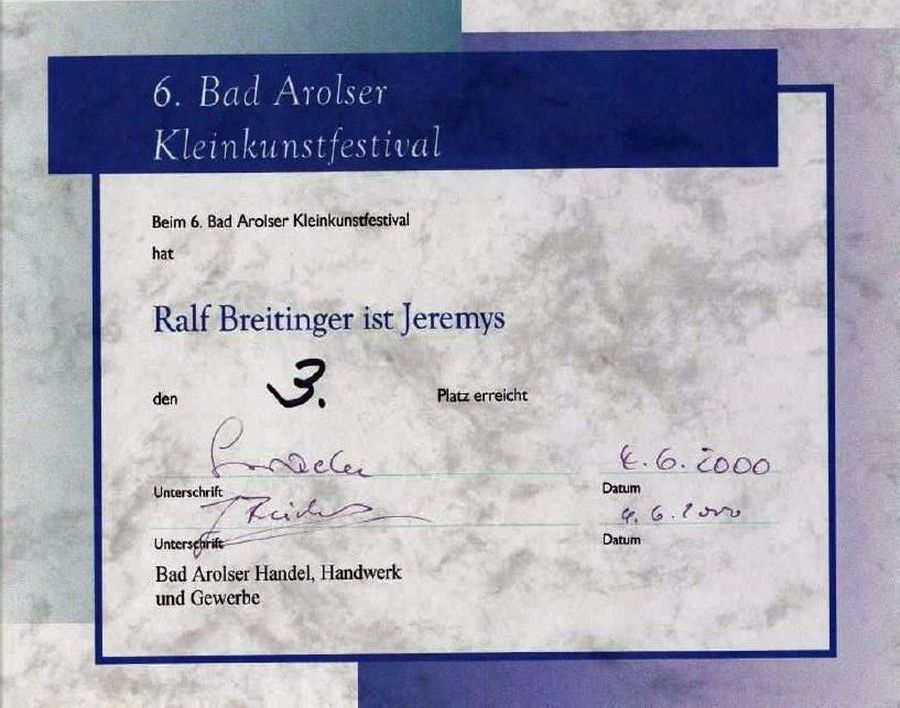 6. Bad Arolser
Kleinkunstfestival
Beim 6. Bad Arolser Kleinkunstfestival
hat
Ralf Breitinger ist Jeremys
den 3. Platz erreicht
4.6.2000
Unterschrift Datum
4.6.2000
Unterschrift Datum
Bad Arolser Handel, Handwerk
und Gewerbe